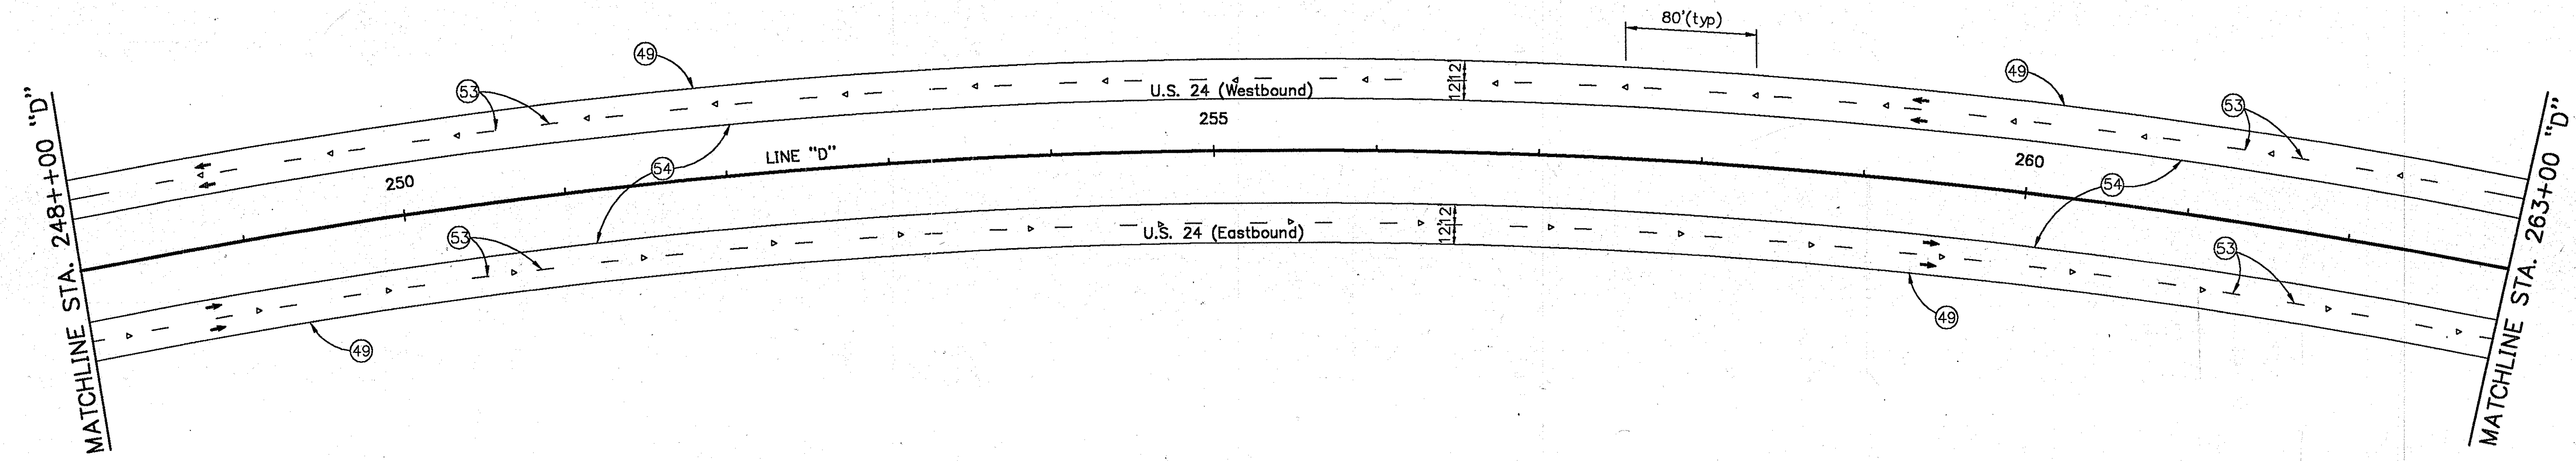 80'(typ)
49
49
53
53
12'
12'
U.S. 24 (Westbound)
255
LINE "D"
54
250
260
54
MATCHLINE STA. 248++00 "D"
MATCHLINE STA. 263+00 "D"
53
53
12'
12'
U.S. 24 (Eastbound)
49
49